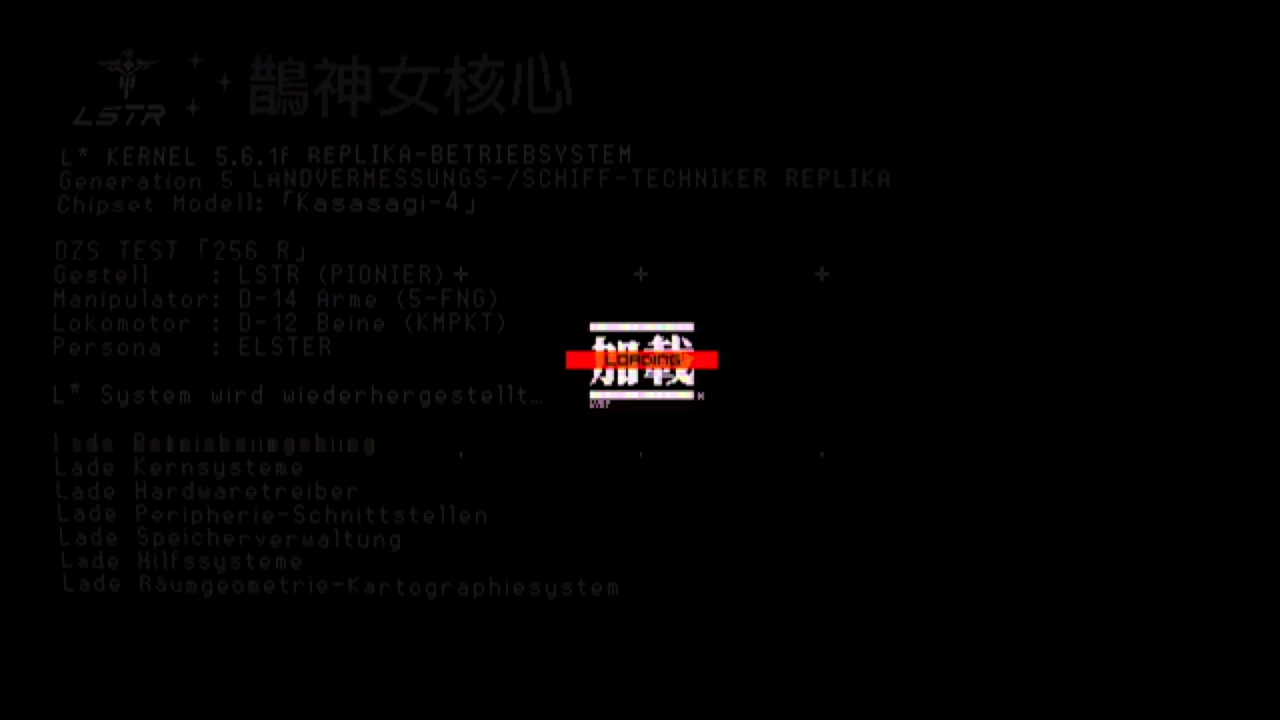 鵲神女核心
LSTR
L* KERNEL 5.6.1f REPLIKA-BETRIEBSYSTEM
Generation 5 LANDVERMESSUNGS-/SCHIFF-TECHNIKER REPLIKA
Chipset Modell: 「Kasasagi-4」
DZS TEST 「256 R」
Gestell : LSTR (PIONIER)
Manipulator: D-14 Arme (5-FNG)
Lokomotor : D-12 Beine (KMPKT)
Persona : ELSTER
加载
LOADING
L* System wird wiederhergestellt…
Lade Betriebsumgebung
Lade Kernsysteme
Lade Hardwaretreiber
Lade Peripherie-Schnittstellen
Lade Speicherverwaltung
Lade Hilfssysteme
Lade Raumgeometrie-Kartographiesystem